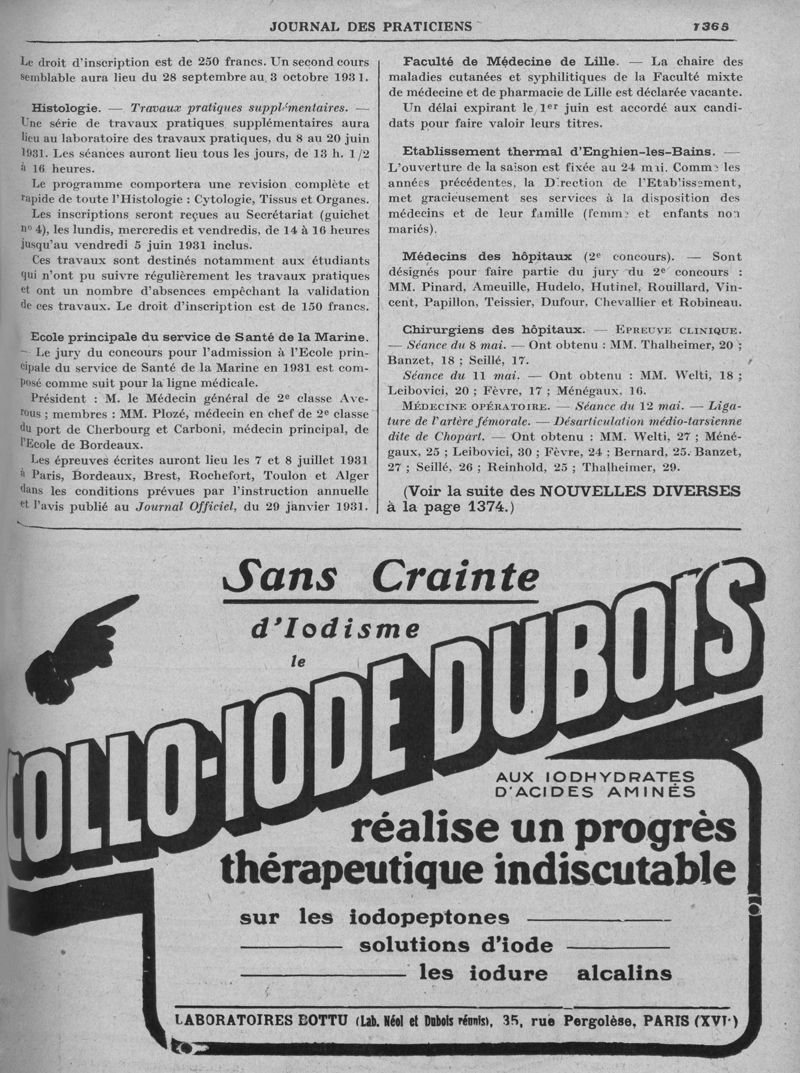 JOURNAL DES PRATICIENS 1365
Le droit d'inscription est de 250 francs. Un second cours
semblable aura lieu du 28 septembre au 3 octobre 1931.
Histologie. — Travaux pratiques supplémentaires. —
Une série de travaux pratiques supplémentaires aura
lieu au laboratoire des travaux pratiques, du 8 au 20 juin
1931. Les séances auront lieu tous les jours, de 13 h. 1/2
à 16 heures.
Le programme comportera une revision complète et
rapide de toute l'Histologie : Cytologie, Tissus et Organes.
Les inscriptions seront reçues au Secrétariat (guichet
n° 4), les lundis, mercredis et vendredis, de 14 à 16 heures
jusqu'au vendredi 5 juin 1931 inclus.
Ces travaux sont destinés notamment aux étudiants
qui n'ont pu suivre régulièrement les travaux pratiques
et ont un nombre d'absences empêchant la validation
de ces travaux. Le droit d'inscription est de 150 francs.
Ecole principale du service de Santé de la Marine.
— Le jury du concours pour l'admission à l'Ecole prin-
cipale du service de Santé de la Marine en 1931 est com-
posé comme suit pour la ligne médicale.
Président : M. le Médecin général de 2e classe Ave-
rous ; membres : MM. Plozé, médecin en chef de 2e classe
du port de Cherbourg et Carboni, médecin principal, de
l'Ecole de Bordeaux.
Les épreuves écrites auront lieu les 7 et 8 juillet 1931
à Paris, Bordeaux, Brest, Rochefort, Toulon et Alger
dans les conditions prévues par l'instruction annuelle
et l'avis publié au Journal Officiel, du 29 janvier 1931.
Faculté de Médecine de Lille. — La chaire des
maladies cutanées et syphilitiques de la Faculté mixte
de médecine et de pharmacie de Lille est déclarée vacante.
Un délai expirant le 1er juin est accordé aux candi-
dats pour faire valoir leurs titres.
Etablissement thermal d'Enghien-les-Bains. —
L'ouverture de la saison est fixée au 24 mai. Comme les
années précédentes, la Direction de l'Etablissement,
met gracieusement ses services à la disposition des
médecins et de leur famille (femme et enfants non
mariés).
Médecins des hôpitaux (2e concours). — Sont
désignés pour faire partie du jury du 2e concours :
MM. Pinard, Ameuille, Hudelo, Hutinel, Rouillard, Vin-
cent, Papillon, Teissier, Dufour, Chevallier et Robineau.
Chirurgiens des hôpitaux. — EPREUVE CLINIQUE.
— Séance du 8 mai. — Ont obtenu : MM. Thalheimer, 20 ;
Banzet, 18 ; Seillé, 17.
Séance du 11 mai. — Ont obtenu : MM. Welti, 18 ;
Leibovici, 20 ; Fèvre, 17 ; Ménégaux, 16.
MÉDECINE OPÉRATOIRE. — Séance du 12 mai. — Liga-
ture de l'artère fémorale. — Désarticulation médio-tarsienne
dite de Chopart. — Ont obtenu : MM. Welti, 27 ; Méné-
gaux, 25 ; Leibovici, 30 ; Fèvre, 24 ; Bernard, 25. Banzet,
27 ; Seillé, 26 ; Reinhold, 25 ; Thalheimer, 29.
(Voir la suite des NOUVELLES DIVERSES
à la page 1374.)
Sans Crainte
d'Iodisme
le
COLLO-IODE DUBOIS
AUX IODHYDRATES
D'ACIDES AMINÉS
réalise un progrès
thérapeutique indiscutable
sur les iodopeptones
solutions d'iode
les iodure alcalins
LABORATOIRES BOTTU (Lab. Néol et Dubois réunis), 35, rue Pergolèse, PARIS (XVIe)